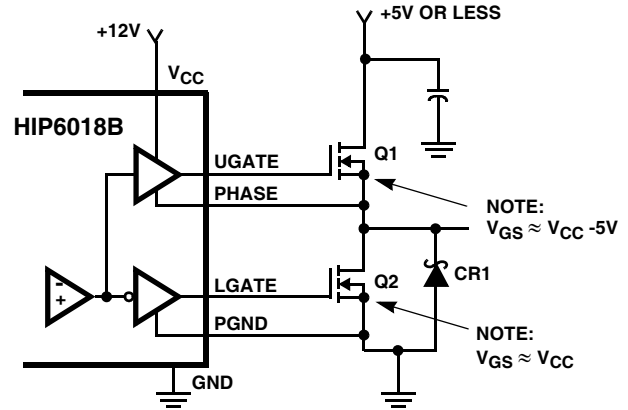 +5V OR LESS
+12V
VCC
HIP6018B
UGATE
Q1
PHASE
NOTE:
VGS ≈ VCC -5V
-
+
LGATE
Q2
CR1
PGND
NOTE:
VGS ≈ VCC
GND